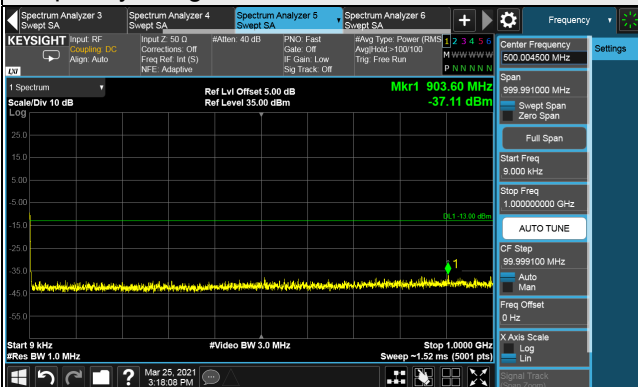 Spectrum Analyzer 3
Swept SA
Spectrum Analyzer 4
Swept SA
Spectrum Analyzer 5
Swept SA
Spectrum Analyzer 6
Swept SA
+
Frequency
KEYSIGHT
Input: RF
Coupling: DC
Align: Auto
Input Z: 50 Ω
Corrections: Off
Freq Ref: Int (S)
NFE: Adaptive
#Atten: 40 dB
PNO: Fast
Gate: Off
IF Gain: Low
Sig Track: Off
#Avg Type: Power (RMS
Avg|Hold >100/100
Trig: Free Run
1 2 3 4 5 6
M W W W W W
P N N N N N
LXI
1 Spectrum
Scale/Div 10 dB
Log
Ref Lvl Offset 5.00 dB
Ref Level 35.00 dBm
Mkr1 903.60 MHz
-37.11 dBm
25.0
15.0
5.00
-5.00
-15.0
-25.0
-35.0
-45.0
-55.0
DL1 -13.00 dBm
1
Start 9 kHz
#Res BW 1.0 MHz
#Video BW 3.0 MHz
Stop 1.0000 GHz
Sweep ~1.52 ms (5001 pts)
Center Frequency
500.004500 MHz
Settings
Span
999.991000 MHz
Swept Span
Zero Span
Full Span
Start Freq
9.000 kHz
Stop Freq
1.000000000 GHz
AUTO TUNE
CF Step
99.999100 MHz
Auto
Man
Freq Offset
0 Hz
X Axis Scale
Log
Lin
Signal Track
(Span Zoom)
?
Mar 25, 2021
3:18:08 PM